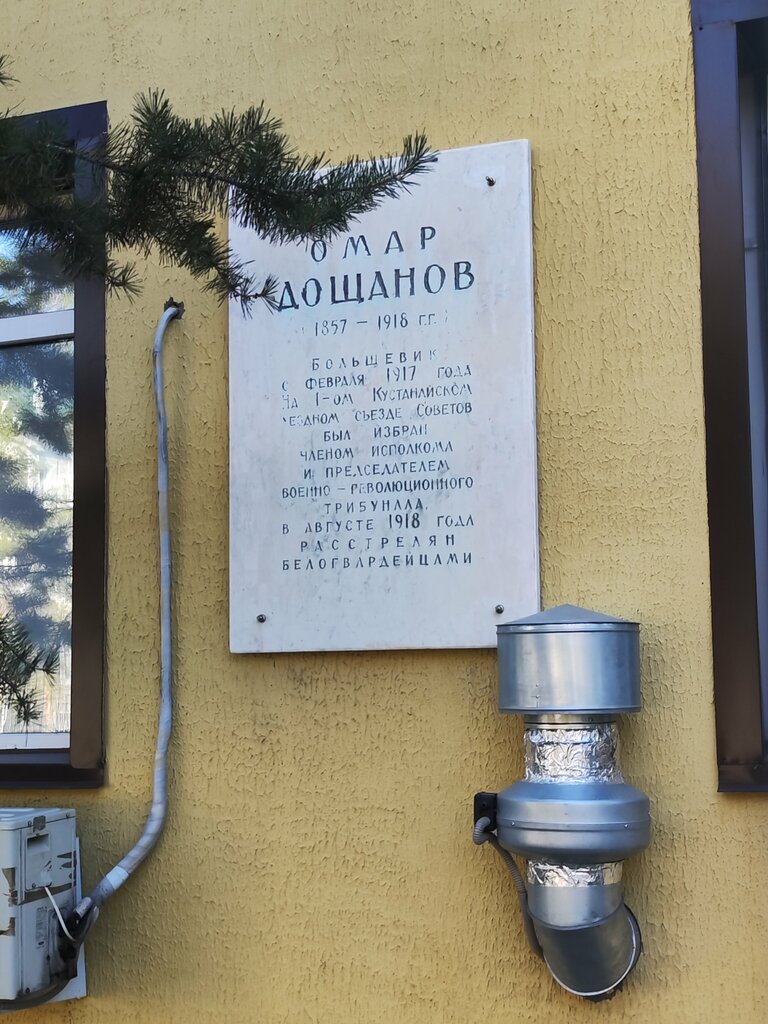 ОМАР
ДОЩАНОВ
(1857 – 1918 г.г.)
БОЛЬШЕВИК
С ФЕВРАЛЯ 1917 ГОДА
НА 1-ОМ КУСТАНАЙСКОМ
УЕЗДНОМ СЪЕЗДЕ СОВЕТОВ
БЫЛ ИЗБРАН
ЧЛЕНОМ ИСПОЛКОМА
И ПРЕДСЕДАТЕЛЕМ
ВОЕННО – РЕВОЛЮЦИОННОГО
ТРИБУНАЛА.
В АВГУСТЕ 1918 ГОДА
РАССТРЕЛЯН
БЕЛОГВАРДЕЙЦАМИ